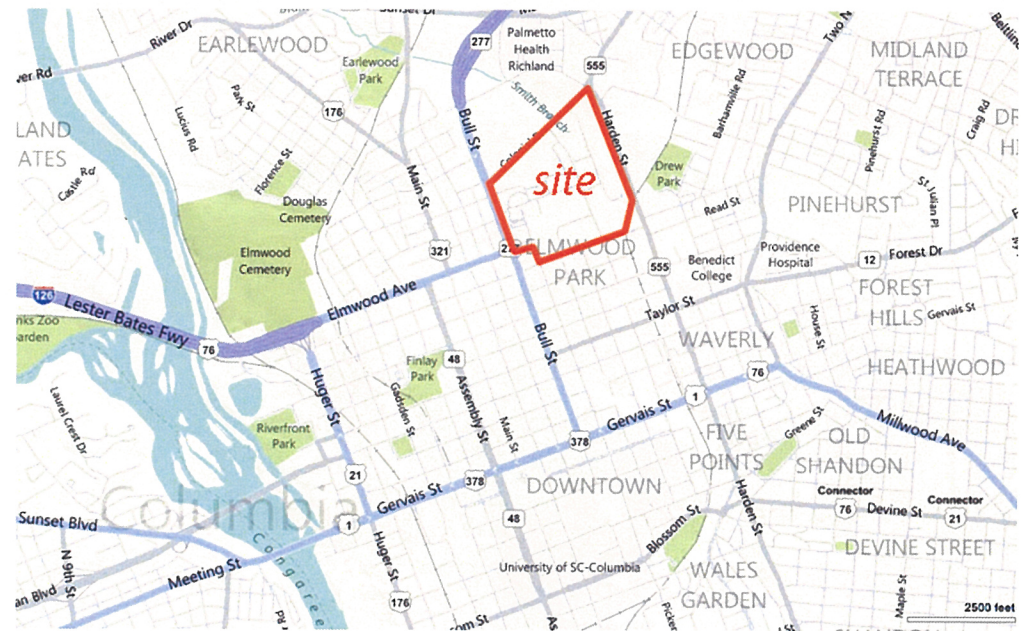 Sunset Dr
River Dr
EARLEWOOD
277
Palmetto
Health
Richland
555
EDGEWOOD
MIDLAND
TERRACE
Earlewood
Park
Smith Branch
Park St
176
Lucius Rd
Bull St
Harden St
Barhamville Rd
Pinehurst Rd
Craig Rd
LAND
ATES
Castle Rd
Florence St
Main St
site
Drew
Park
Read St
PINEHURST
St Julian Pl
Douglas
Cemetery
Elmwood
Cemetery
321
ELMWOOD
PARK
555
Benedict
College
Providence
Hospital
12
Forest Dr
126
Lester Bates Fwy
76
Elmwood Ave
Taylor St
FOREST
HILLS
Gervais St
House St
WAVERLY
Bull St
Finlay
Park
48
Gadsden St
Assembly St
Main St
Huger St
76
HEATHWOOD
Laurel Crest Dr
Riverfront
Park
Gervais St
1
Millwood Ave
Greene St
378
FIVE
POINTS
OLD
SHANDON
21
Gervais St
378
DOWNTOWN
Columbia
1
48
Harden St
Connector
76
Devine St
Connector
21
Sunset Blvd
Congaree
Huger St
Blossom St
DEVINE STREET
N 9th St
Meeting St
University of SC-Columbia
WALES
GARDEN
176
Maple St
2500 feet